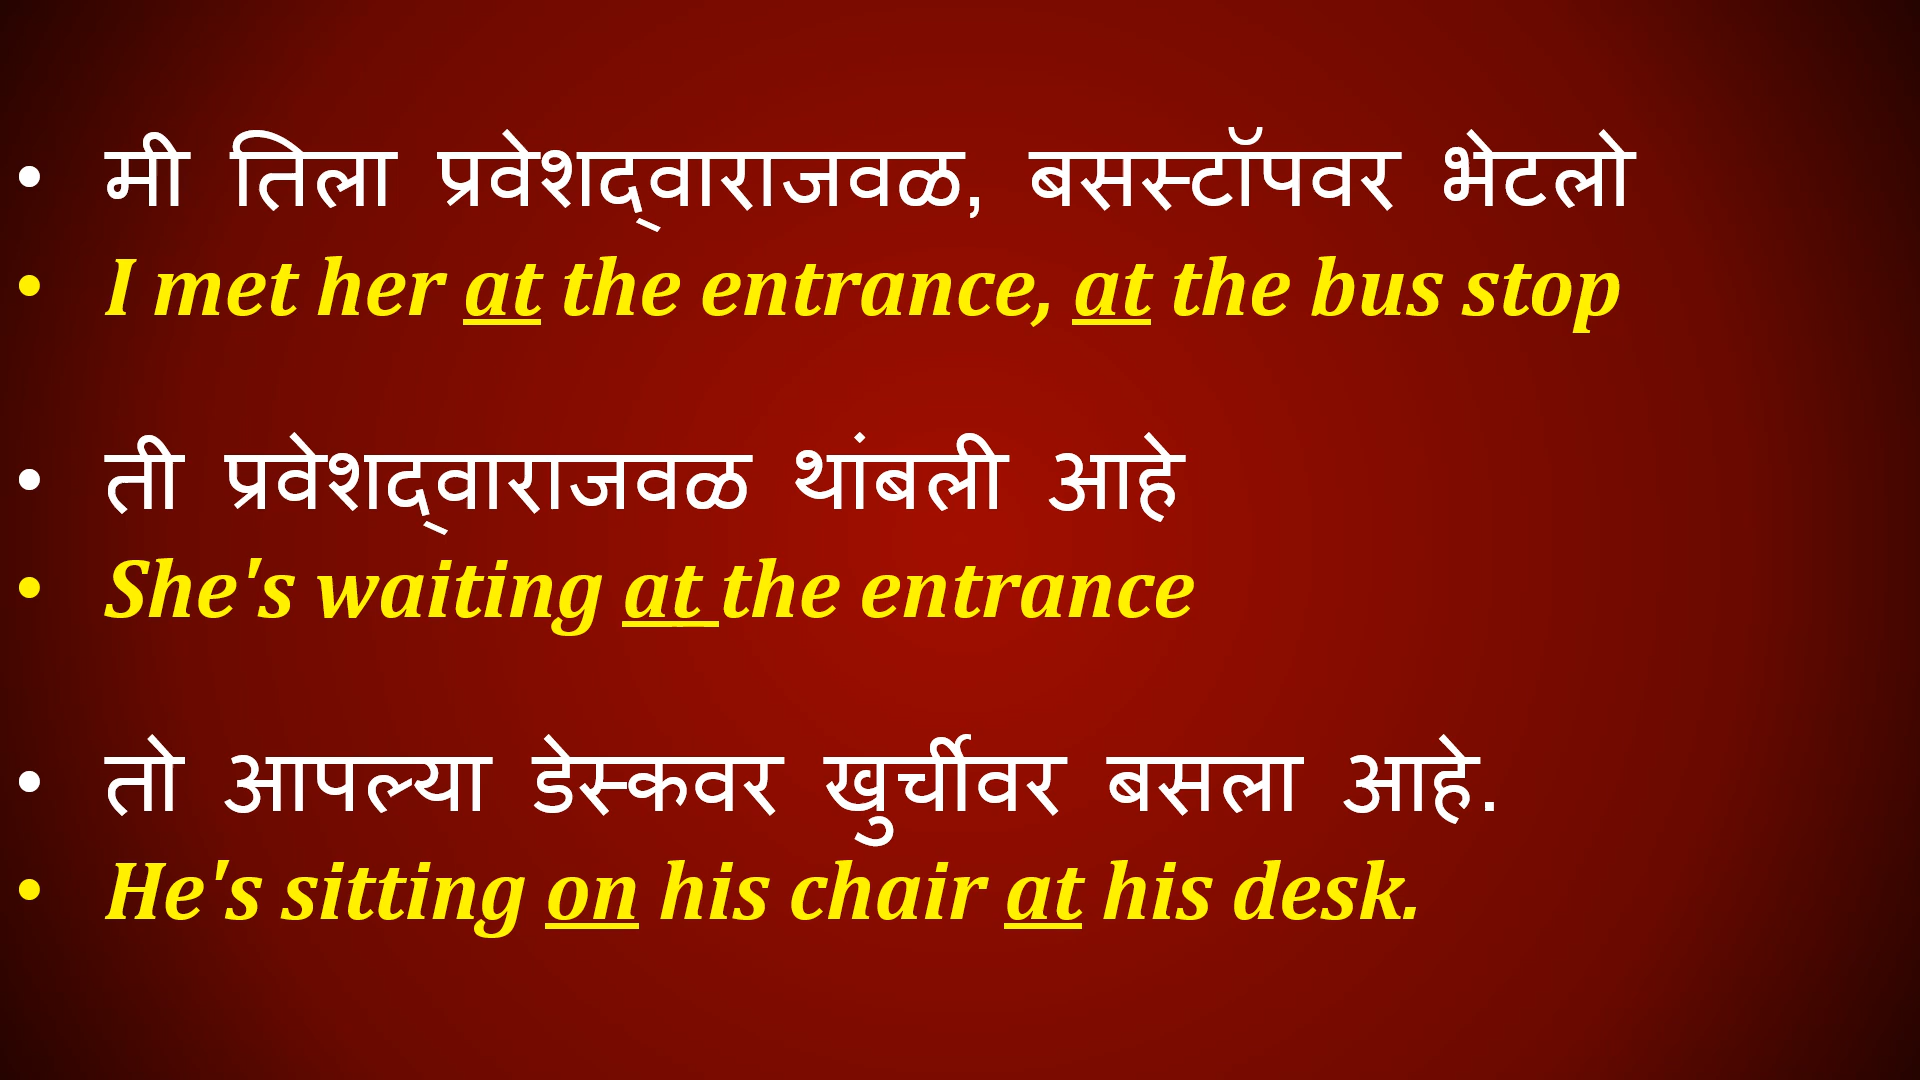 • मी तिला प्रवेशद्‌वाराजवळ, बसस्टॉपवर भेटलो
• I met her at the entrance, at the bus stop
• ती प्रवेशद्‌वाराजवळ थांबली आहे
• She's waiting at the entrance
• तो आपल्या डेस्कवर खुर्चीवर बसला आहे.
• He's sitting on his chair at his desk.